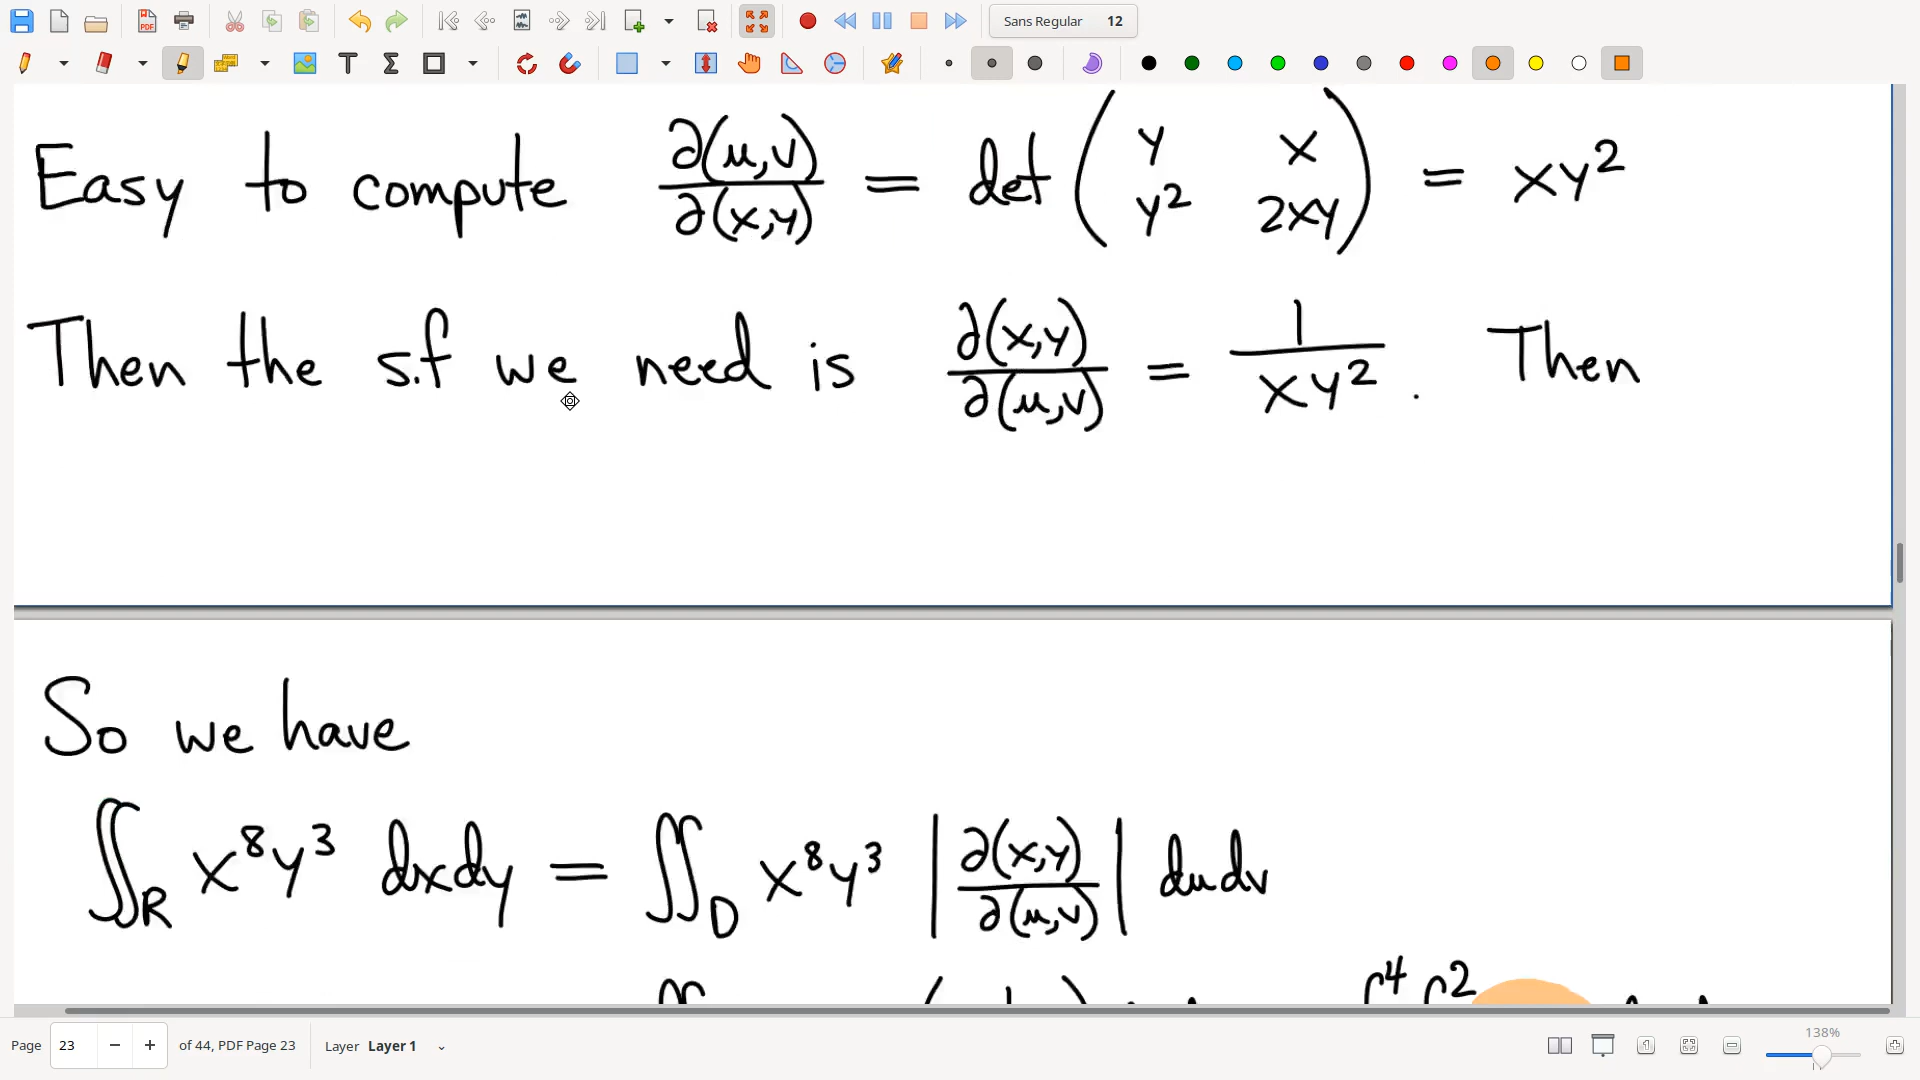 Sans Regular 12
Easy to compute ∂(u,v)/∂(x,y) = det ( y x ; y² 2xy ) = xy²
Then the s.f we need is ∂(x,y)/∂(u,v) = 1/xy² . Then
So we have
∬_R x⁸y³ dxdy = ∬_D x⁸y³ |∂(x,y)/∂(u,v)| dudv
4 2
Page 23 − + of 44, PDF Page 23 Layer Layer 1 138%